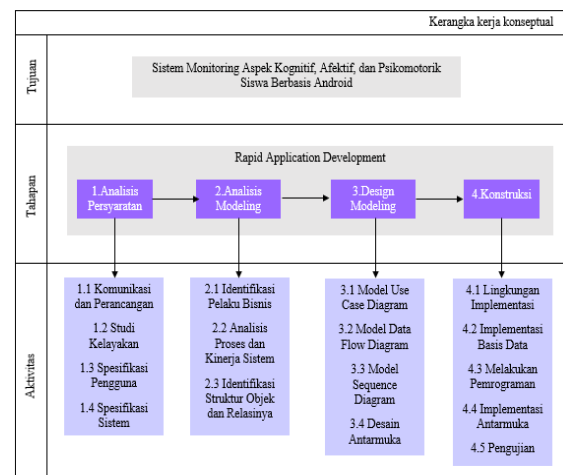 Kerangka kerja konseptual
Tujuan
Sistem Monitoring Aspek Kognitif, Afektif, dan Psikomotorik
Siswa Berbasis Android
Tahapan
Rapid Application Development
1.Analisis
Persyaratan
2.Analisis
Modeling
3.Design
Modeling
4.Konstruksi
Aktivitas
1.1 Komunikasi
dan Perancangan
1.2 Studi
Kelayakan
1.3 Spesifikasi
Pengguna
1.4 Spesifikasi
Sistem
2.1 Identifikasi
Pelaku Bisnis
2.2 Analisis
Proses dan
Kinerja Sistem
2.3 Identifikasi
Struktur Objek
dan Relasinya
3.1 Model Use
Case Diagram
3.2 Model Data
Flow Diagram
3.3 Model
Sequence
Diagram
3.4 Desain
Antarmuka
4.1 Lingkungan
Implementasi
4.2 Implementasi
Basis Data
4.3 Melakukan
Pemrograman
4.4 Implementasi
Antarmuka
4.5 Pengujian